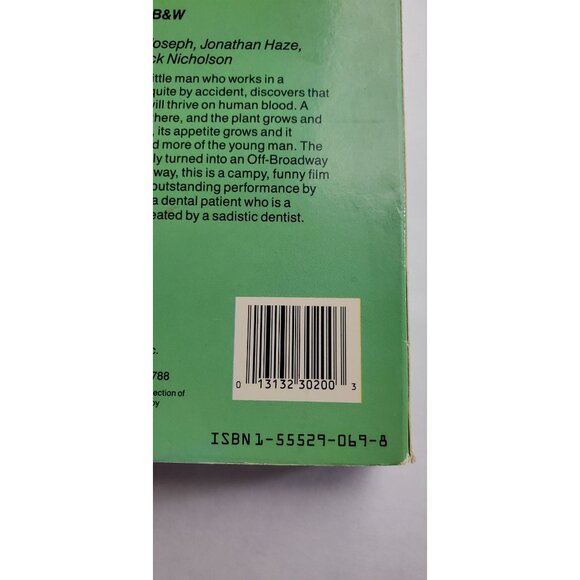 B&W
Joseph, Jonathan Haze,
ck Nicholson
ittle man who works in a
quite by accident, discovers that
will thrive on human blood. A
here, and the plant grows and
, its appetite grows and it
d more of the young man. The
ly turned into an Off-Broadway
way, this is a campy, funny film
outstanding performance by
a dental patient who is a
eated by a sadistic dentist.
c.
788
ection of
by
0 13132 30200 3
ISBN 1-55529-069-8